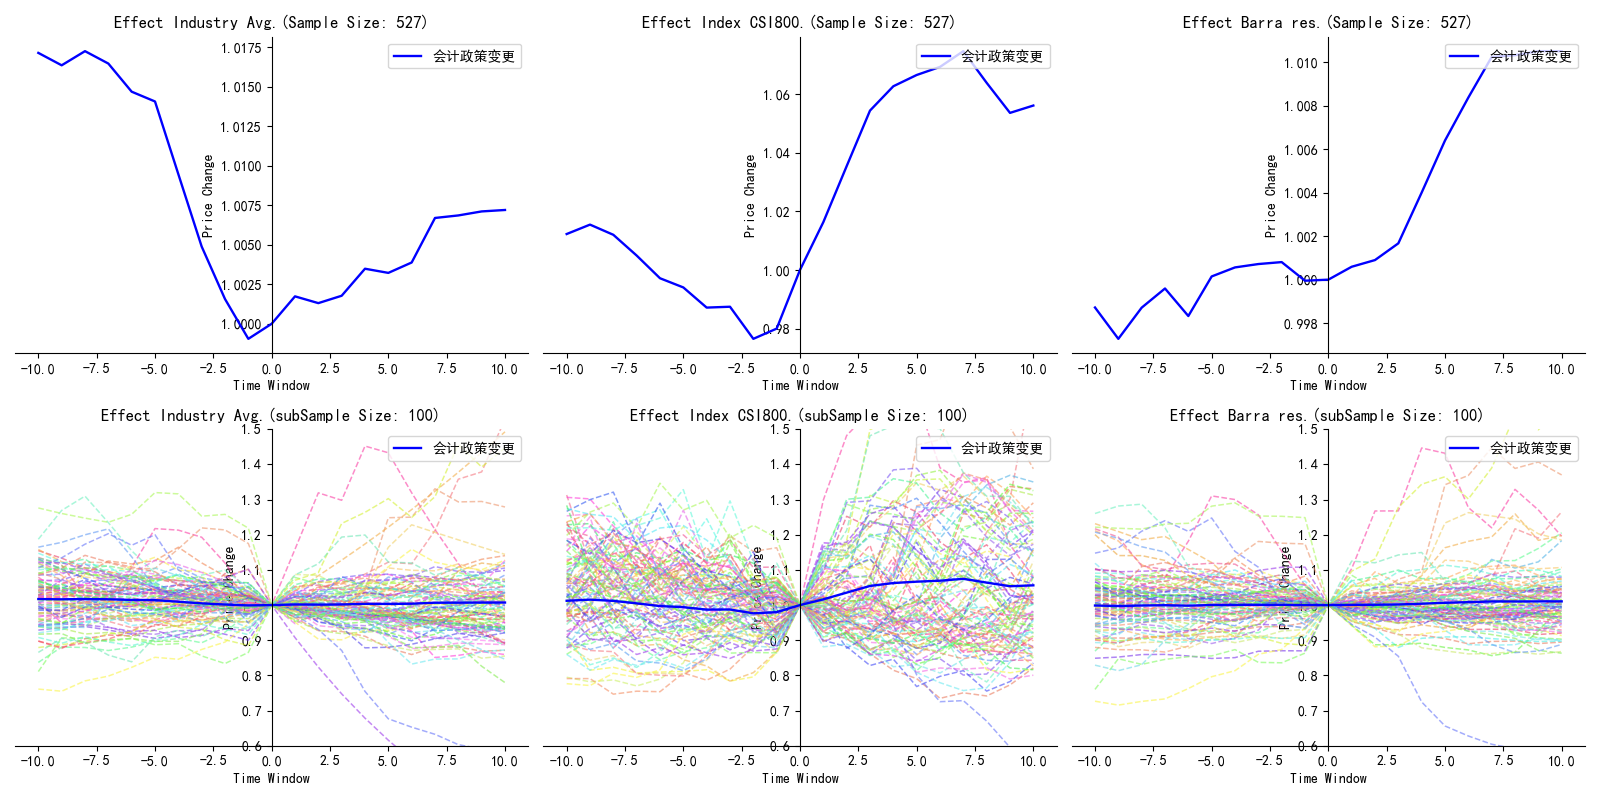 Effect Industry Avg.(Sample Size: 527)
会计政策变更
1.0175
1.0150
1.0125
1.0100
1.0075
1.0050
1.0025
1.0000
Price Change
-10.0 -7.5 -5.0 -2.5 0.0 2.5 5.0 7.5 10.0
Time Window
Effect Index CSI800.(Sample Size: 527)
会计政策变更
1.06
1.04
1.02
1.00
0.98
Price Change
-10.0 -7.5 -5.0 -2.5 0.0 2.5 5.0 7.5 10.0
Time Window
Effect Barra res.(Sample Size: 527)
会计政策变更
1.010
1.008
1.006
1.004
1.002
1.000
0.998
Price Change
-10.0 -7.5 -5.0 -2.5 0.0 2.5 5.0 7.5 10.0
Time Window
Effect Industry Avg.(subSample Size: 100)
会计政策变更
1.5
1.4
1.3
1.2
1.1
1.0
0.9
0.8
0.7
0.6
Price Change
-10.0 -7.5 -5.0 -2.5 0.0 2.5 5.0 7.5 10.0
Time Window
Effect Index CSI800.(subSample Size: 100)
会计政策变更
1.5
1.4
1.3
1.2
1.1
1.0
0.9
0.8
0.7
0.6
Price Change
-10.0 -7.5 -5.0 -2.5 0.0 2.5 5.0 7.5 10.0
Time Window
Effect Barra res.(subSample Size: 100)
会计政策变更
1.5
1.4
1.3
1.2
1.1
1.0
0.9
0.8
0.7
0.6
Price Change
-10.0 -7.5 -5.0 -2.5 0.0 2.5 5.0 7.5 10.0
Time Window